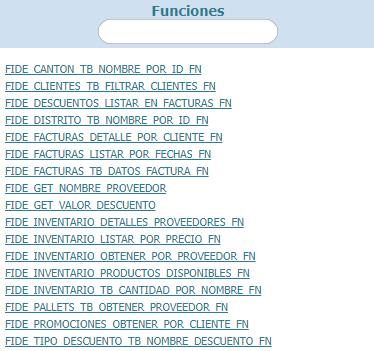 Funciones
FIDE_CANTON_TB_NOMBRE_POR_ID_FN
FIDE_CLIENTES_TB_FILTRAR_CLIENTES_FN
FIDE_DESCUENTOS_LISTAR_EN_FACTURAS_FN
FIDE_DISTRITO_TB_NOMBRE_POR_ID_FN
FIDE_FACTURAS_DETALLE_POR_CLIENTE_FN
FIDE_FACTURAS_LISTAR_POR_FECHAS_FN
FIDE_FACTURAS_TB_DATOS_FACTURA_FN
FIDE_GET_NOMBRE_PROVEEDOR
FIDE_GET_VALOR_DESCUENTO
FIDE_INVENTARIO_DETALLES_PROVEEDORES_FN
FIDE_INVENTARIO_LISTAR_POR_PRECIO_FN
FIDE_INVENTARIO_OBTENER_POR_PROVEEDOR_FN
FIDE_INVENTARIO_PRODUCTOS_DISPONIBLES_FN
FIDE_INVENTARIO_TB_CANTIDAD_POR_NOMBRE_FN
FIDE_PALLETS_TB_OBTENER_PROVEEDOR_FN
FIDE_PROMOCIONES_OBTENER_POR_CLIENTE_FN
FIDE_TIPO_DESCUENTO_TB_NOMBRE_DESCUENTO_FN